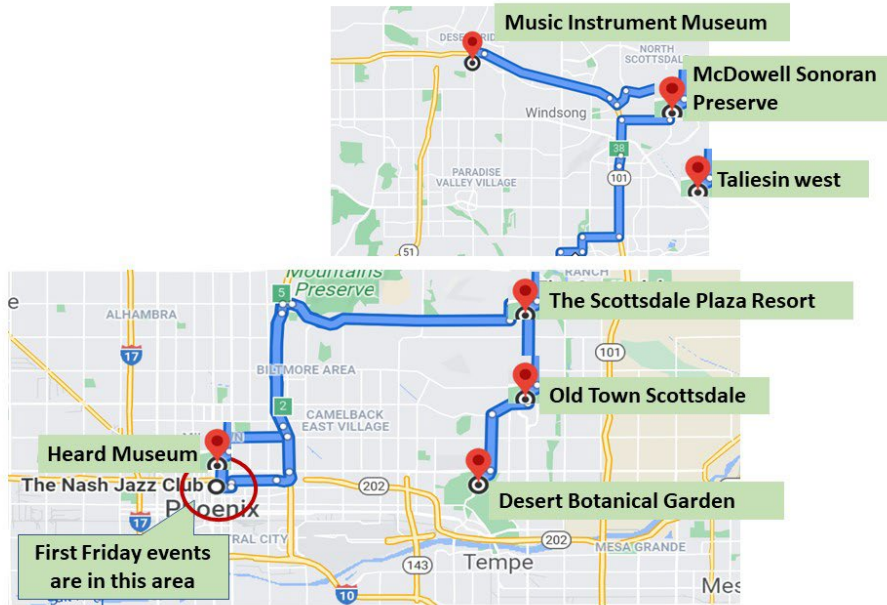 Music Instrument Museum
DESERT RID
NORTH
SCOTTSDALE
McDowell Sonoran
Preserve
Windsong
38
PARADISE
VALLEY VILLAGE
101
Taliesin west
51
Mountains
Preserve
RANCH
5
The Scottsdale Plaza Resort
ALHAMBRA
17
101
BILTMORE AREA
2
Old Town Scottsdale
CAMELBACK
EAST VILLAGE
Heard Museum
The Nash Jazz Club
202
Desert Botanical Garden
Phoenix
17
TRAL CITY
202
MESA GRANDE
First Friday events
are in this area
143
Tempe
10
Mes